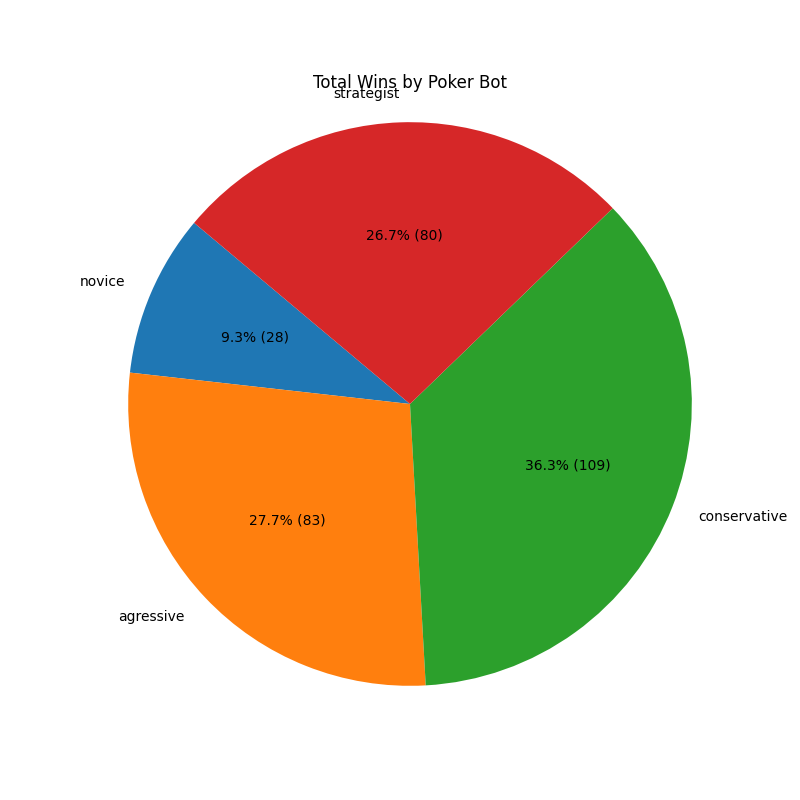 Total Wins by Poker Bot
strategist
26.7% (80)
novice
9.3% (28)
36.3% (109)
conservative
27.7% (83)
agressive